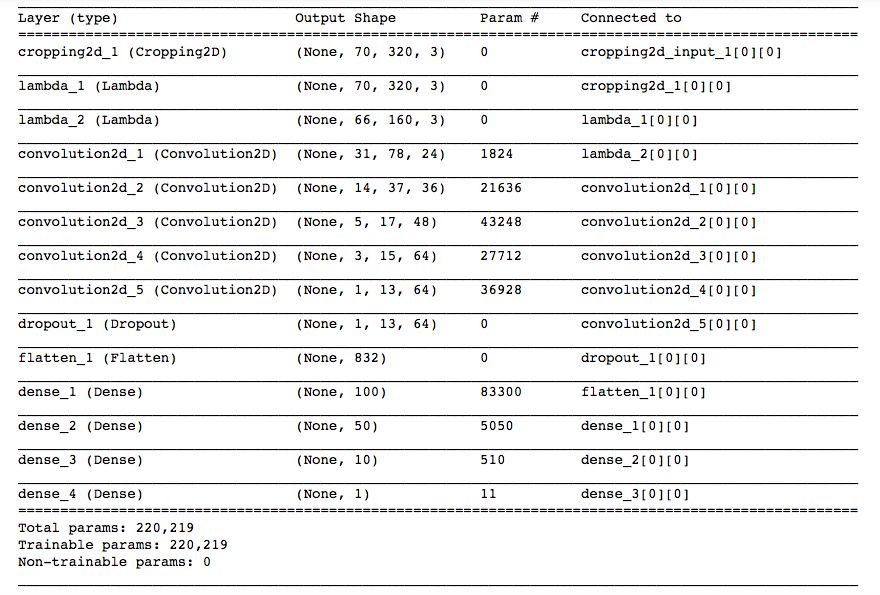 Layer (type) Output Shape Param # Connected to
cropping2d_1 (Cropping2D) (None, 70, 320, 3) 0 cropping2d_input_1[0][0]
lambda_1 (Lambda) (None, 70, 320, 3) 0 cropping2d_1[0][0]
lambda_2 (Lambda) (None, 66, 160, 3) 0 lambda_1[0][0]
convolution2d_1 (Convolution2D) (None, 31, 78, 24) 1824 lambda_2[0][0]
convolution2d_2 (Convolution2D) (None, 14, 37, 36) 21636 convolution2d_1[0][0]
convolution2d_3 (Convolution2D) (None, 5, 17, 48) 43248 convolution2d_2[0][0]
convolution2d_4 (Convolution2D) (None, 3, 15, 64) 27712 convolution2d_3[0][0]
convolution2d_5 (Convolution2D) (None, 1, 13, 64) 36928 convolution2d_4[0][0]
dropout_1 (Dropout) (None, 1, 13, 64) 0 convolution2d_5[0][0]
flatten_1 (Flatten) (None, 832) 0 dropout_1[0][0]
dense_1 (Dense) (None, 100) 83300 flatten_1[0][0]
dense_2 (Dense) (None, 50) 5050 dense_1[0][0]
dense_3 (Dense) (None, 10) 510 dense_2[0][0]
dense_4 (Dense) (None, 1) 11 dense_3[0][0]
Total params: 220,219
Trainable params: 220,219
Non-trainable params: 0